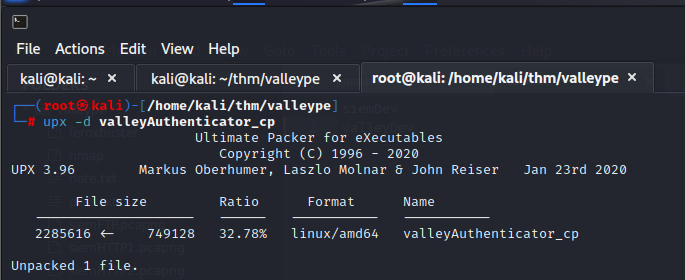 File Actions Edit View Help
kali@kali: ~ × kali@kali: ~/thm/valleype × root@kali: /home/kali/thm/valleype ×
┌──(root㉿kali)-[/home/kali/thm/valleype]
└─# upx -d valleyAuthenticator_cp
Ultimate Packer for eXecutables
Copyright (C) 1996 - 2020
UPX 3.96 Markus Oberhumer, Laszlo Molnar & John Reiser Jan 23rd 2020
File size Ratio Format Name
-------------------- ------ ----------- -----------
2285616 <- 749128 32.78% linux/amd64 valleyAuthenticator_cp
Unpacked 1 file.